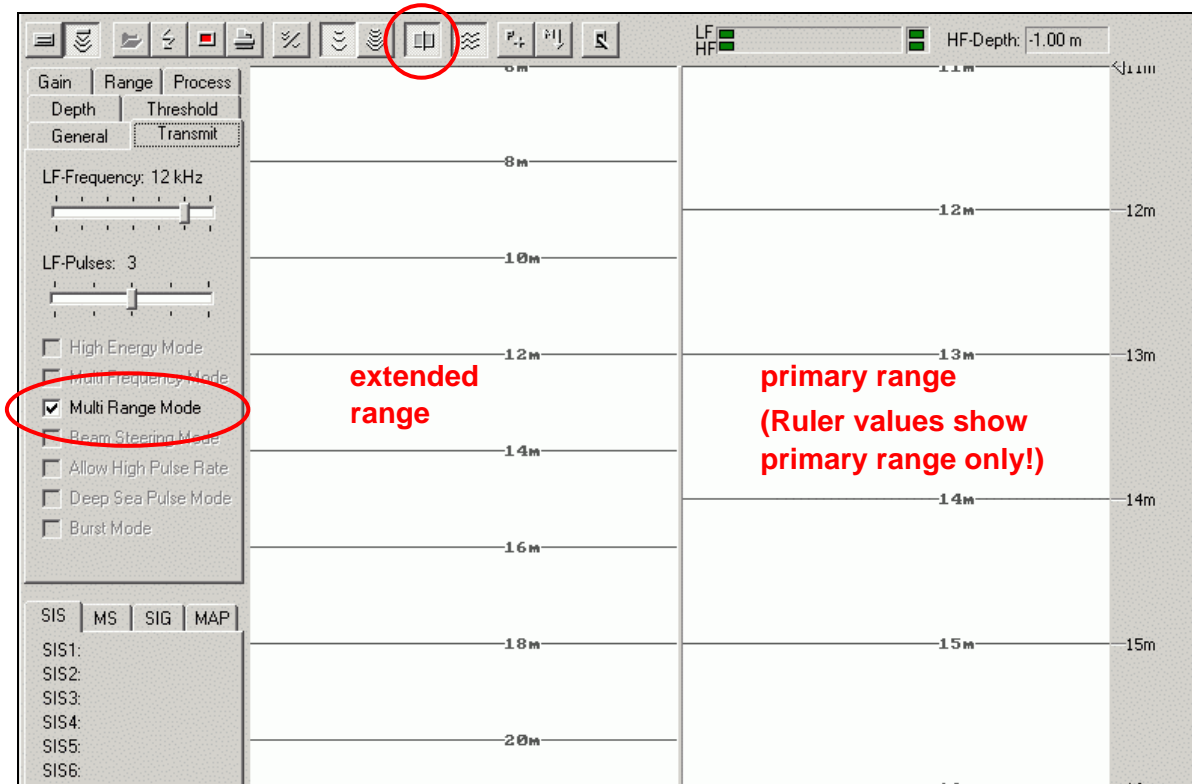 LF
HF
HF-Depth: -1.00 m
Gain Range Process
Depth Threshold
General Transmit
LF-Frequency: 12 kHz
LF-Pulses: 3
High Energy Mode
Multi Frequency Mode
Multi Range Mode
Beam Steering Mode
Allow High Pulse Rate
Deep Sea Pulse Mode
Burst Mode
SIS MS SIG MAP
SIS1:
SIS2:
SIS3:
SIS4:
SIS5:
SIS6:
8m
10m
12m
14m
16m
18m
20m
extended
range
11m
12m
13m
14m
15m
primary range
(Ruler values show
primary range only!)
11m
12m
13m
14m
15m